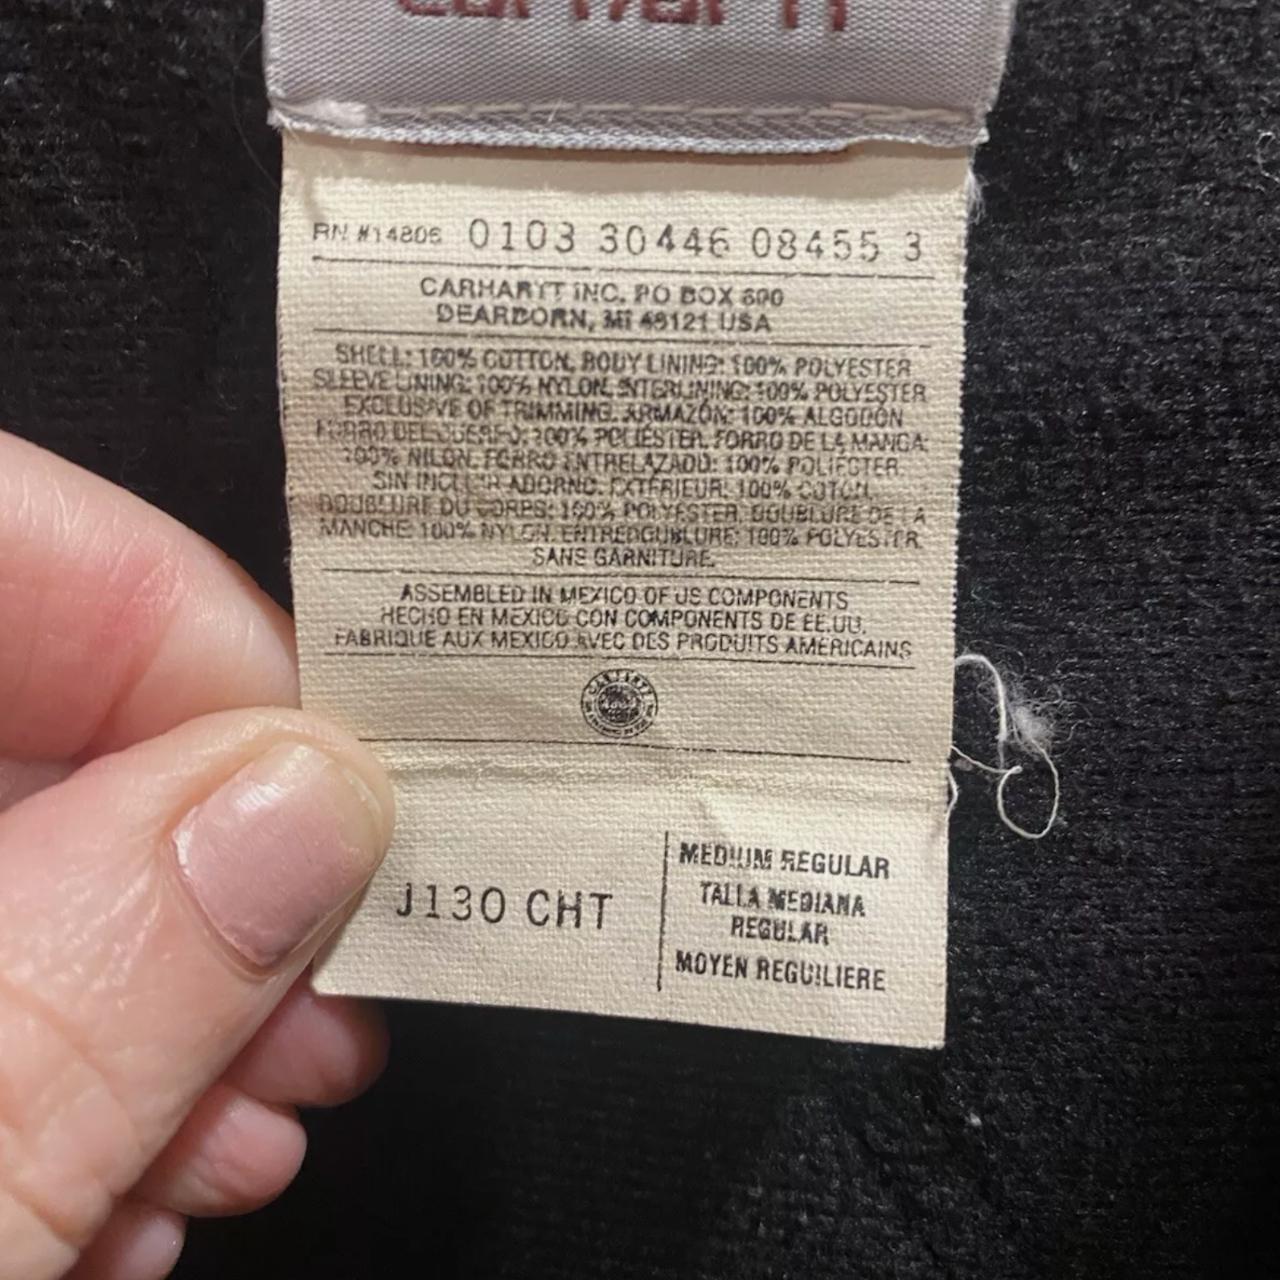 carhartt
RN #14806 0103 30446 08455 3
CARHARTT INC. PO BOX 600
DEARBORN, MI 48121 USA
SHELL: 100% COTTON. BODY LINING: 100% POLYESTER
SLEEVE LINING: 100% NYLON. INTERLINING: 100% POLYESTER
EXCLUSIVE OF TRIMMING. ARMAZÓN: 100% ALGODÓN
FORRO DEL CUERPO: 100% POLIÉSTER. FORRO DE LA MANGA:
100% NILON. FORRO ENTRELAZADO: 100% POLIÉSTER.
SIN INCLUIR ADORNO. EXTÉRIEUR: 100% COTON.
DOUBLURE DU CORPS: 100% POLYESTER. DOUBLURE DE LA
MANCHE: 100% NYLON. ENTREDOUBLURE: 100% POLYESTER.
SANS GARNITURE.
ASSEMBLED IN MEXICO OF US COMPONENTS
HECHO EN MEXICO CON COMPONENTS DE EE.UU.
FABRIQUE AUX MEXICO AVEC DES PRODUITS AMERICAINS
J130 CHT
MEDIUM REGULAR
TALLA MEDIANA
REGULAR
MOYEN REGUILIERE